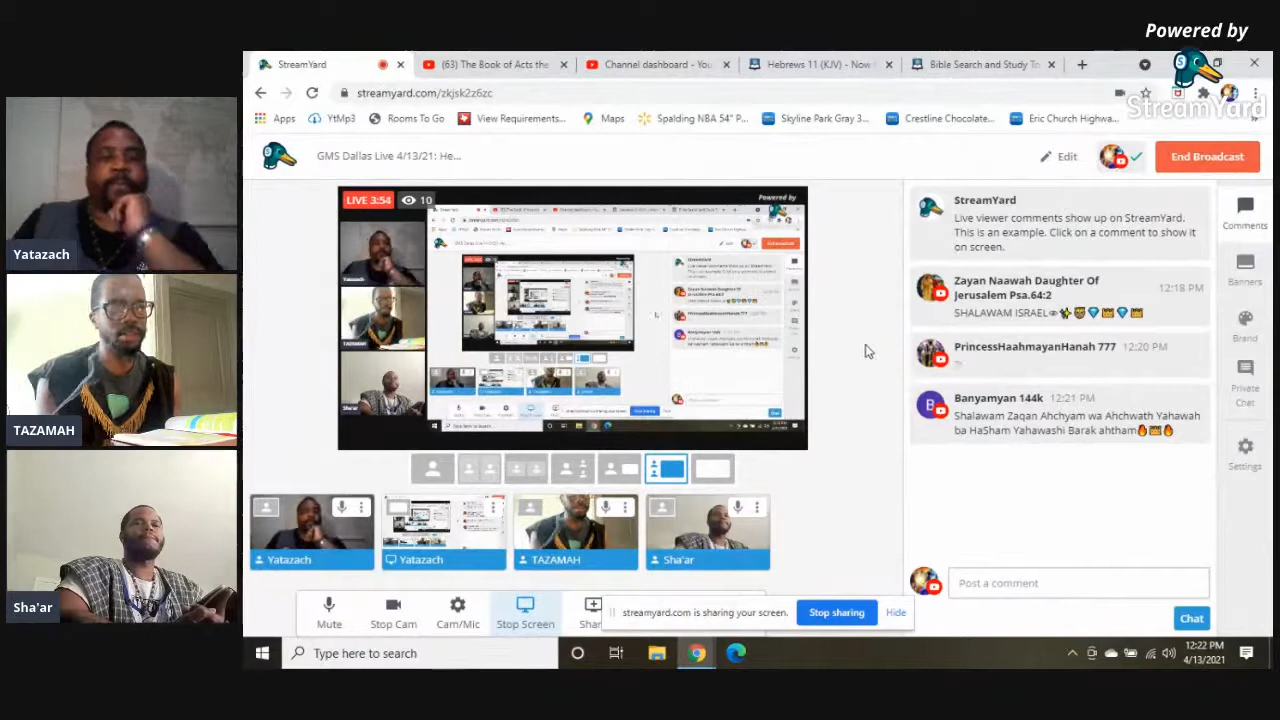 Powered by
StreamYard
Yatazach
TAZAMAH
Sha'ar
StreamYard
(63) The Book of Acts the
Channel dashboard - You
Hebrews 11 (KJV) - Now
Bible Search and Study To
streamyard.com/zkjsk2z6zc
Apps
YtMp3
Rooms To Go
View Requirements...
Maps
Spalding NBA 54" P...
Skyline Park Gray 3...
Crestline Chocolate...
Eric Church Highwa...
GMS Dallas Live 4/13/21: He...
Edit
End Broadcast
LIVE 3:54
10
Powered by
StreamYard
Live viewer comments show up on StreamYard.
This is an example. Click on a comment to show it
on screen.
Zayan Naawah Daughter Of
Jerusalem Psa.64:2
12:18 PM
SHALAWAM ISRAEL
PrincessHaahmayanHanah 777
12:20 PM
Banyamyan 144k
12:21 PM
Shalawam Zaqan Ahchyam wa Ahchwath Yahavah
ba HaSham Yahawashi Barak ahtham🔥👑🔥
Comments
Banners
Brand
Private
Chat
Settings
Yatazach
Yatazach
TAZAMAH
Sha'ar
Post a comment
Chat
Mute
Stop Cam
Cam/Mic
Stop Screen
Shar
streamyard.com is sharing your screen.
Stop sharing
Hide
Type here to search
12:22 PM
4/13/2021